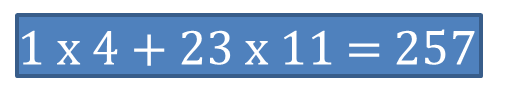 1 x 4 + 23 x 11 = 257